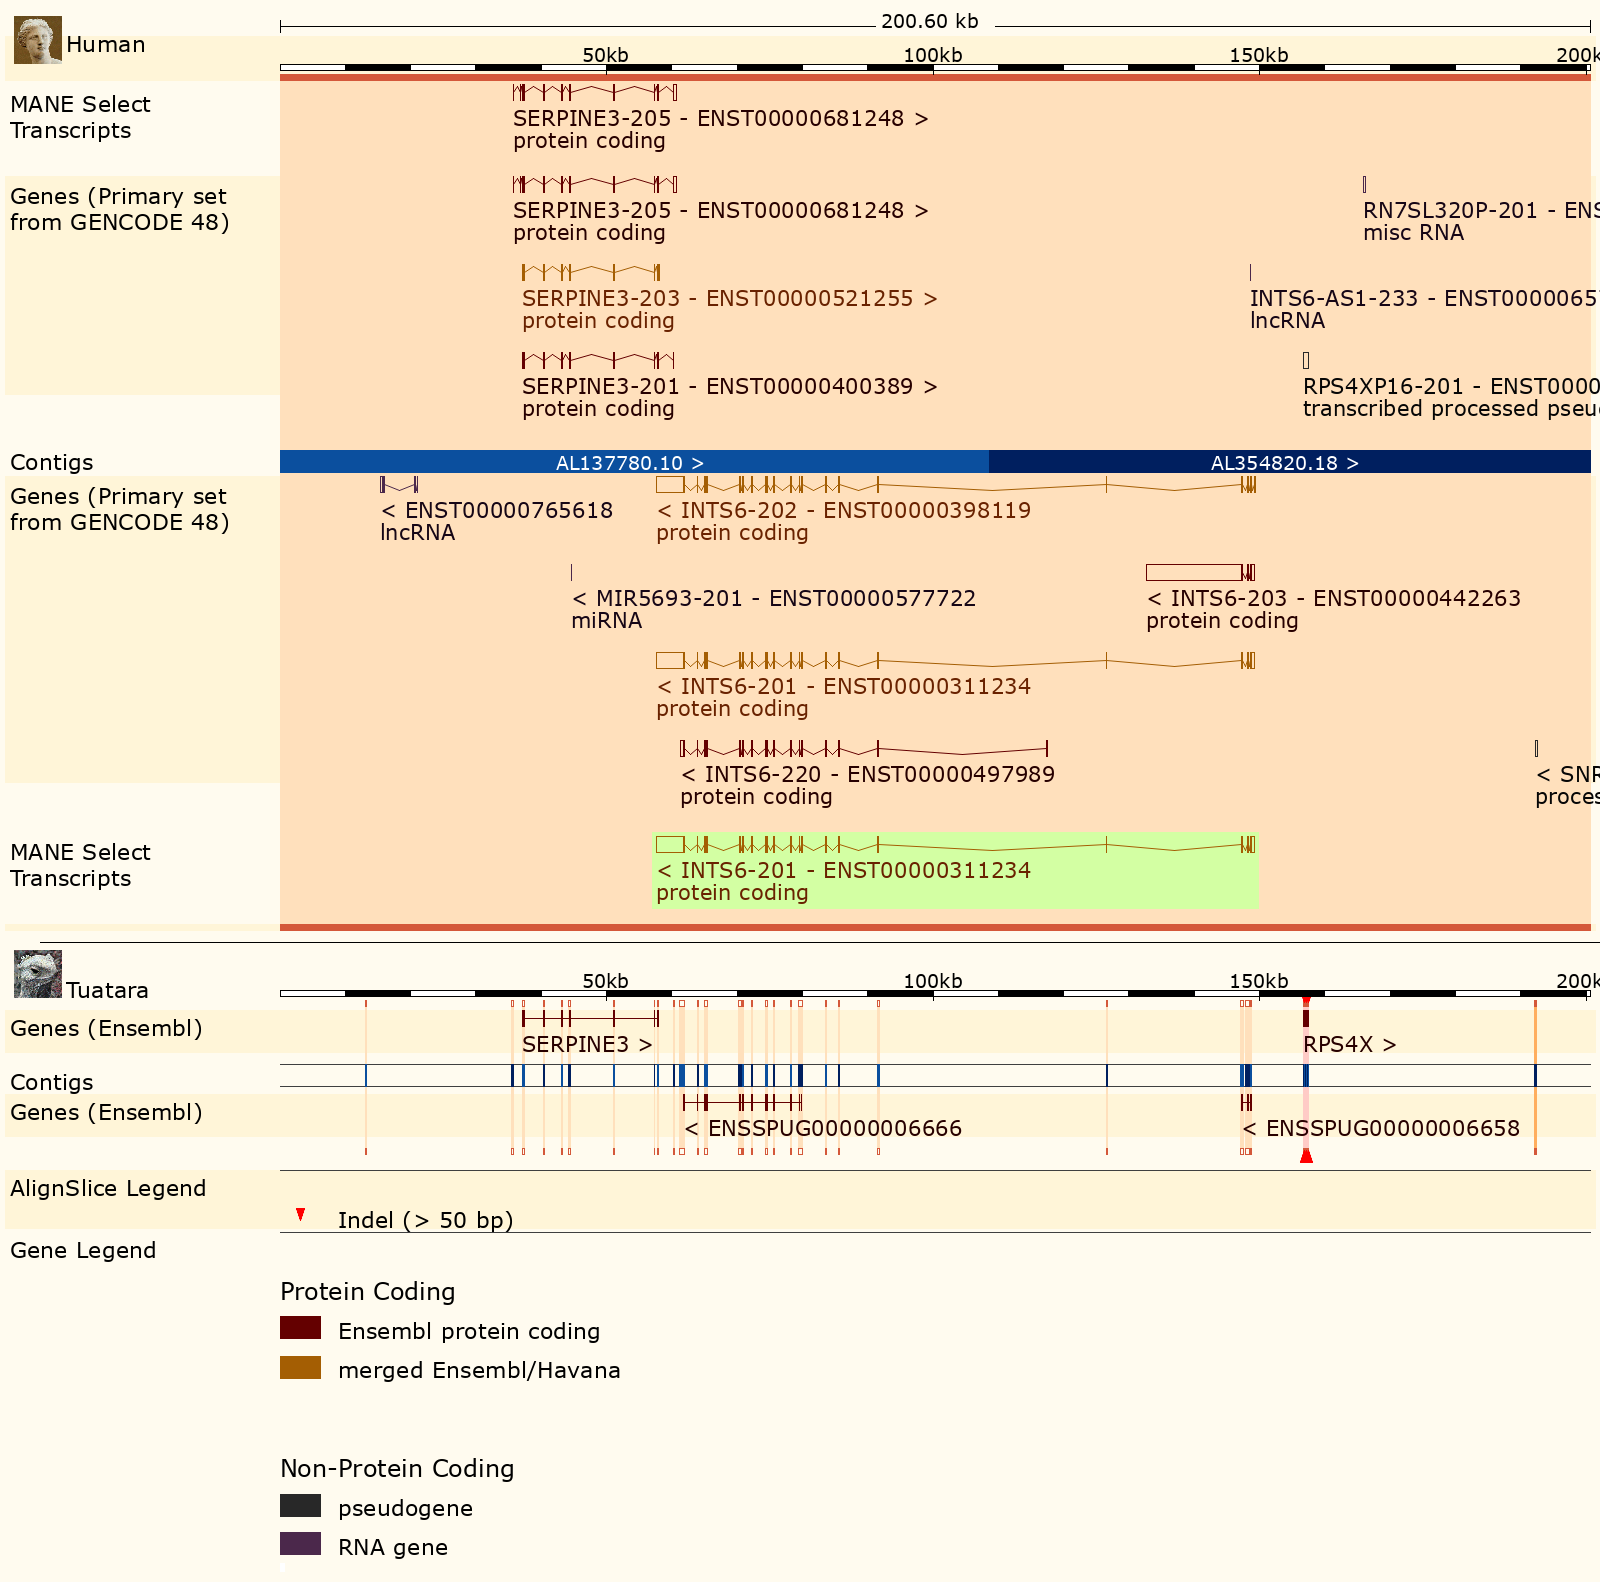 200.60 kb
Human
50kb 100kb 150kb 200k
MANE Select
Transcripts
SERPINE3-205 - ENST00000681248 >
protein coding
Genes (Primary set
from GENCODE 48)
SERPINE3-205 - ENST00000681248 >
protein coding
RN7SL320P-201 - ENS
misc RNA
SERPINE3-203 - ENST00000521255 >
protein coding
INTS6-AS1-233 - ENST0000065
lncRNA
SERPINE3-201 - ENST00000400389 >
protein coding
RPS4XP16-201 - ENST0000
transcribed processed pseu
Contigs
AL137780.10 > AL354820.18 >
Genes (Primary set
from GENCODE 48)
< ENST00000765618
lncRNA
< INTS6-202 - ENST00000398119
protein coding
< MIR5693-201 - ENST00000577722
miRNA
< INTS6-203 - ENST00000442263
protein coding
< INTS6-201 - ENST00000311234
protein coding
< INTS6-220 - ENST00000497989
protein coding
< SNR
proces
MANE Select
Transcripts
< INTS6-201 - ENST00000311234
protein coding
Tuatara
50kb 100kb 150kb 200k
Genes (Ensembl)
SERPINE3 > RPS4X >
Contigs
Genes (Ensembl)
< ENSSPUG00000006666 < ENSSPUG00000006658
AlignSlice Legend
Indel (> 50 bp)
Gene Legend
Protein Coding
Ensembl protein coding
merged Ensembl/Havana
Non-Protein Coding
pseudogene
RNA gene